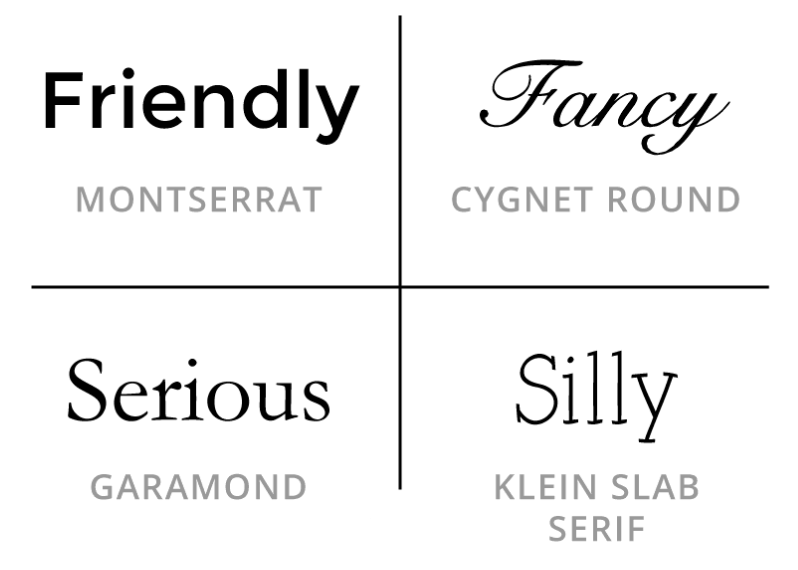 Friendly
MONTSERRAT
Fancy
CYGNET ROUND
Serious
GARAMOND
Silly
KLEIN SLAB
SERIF